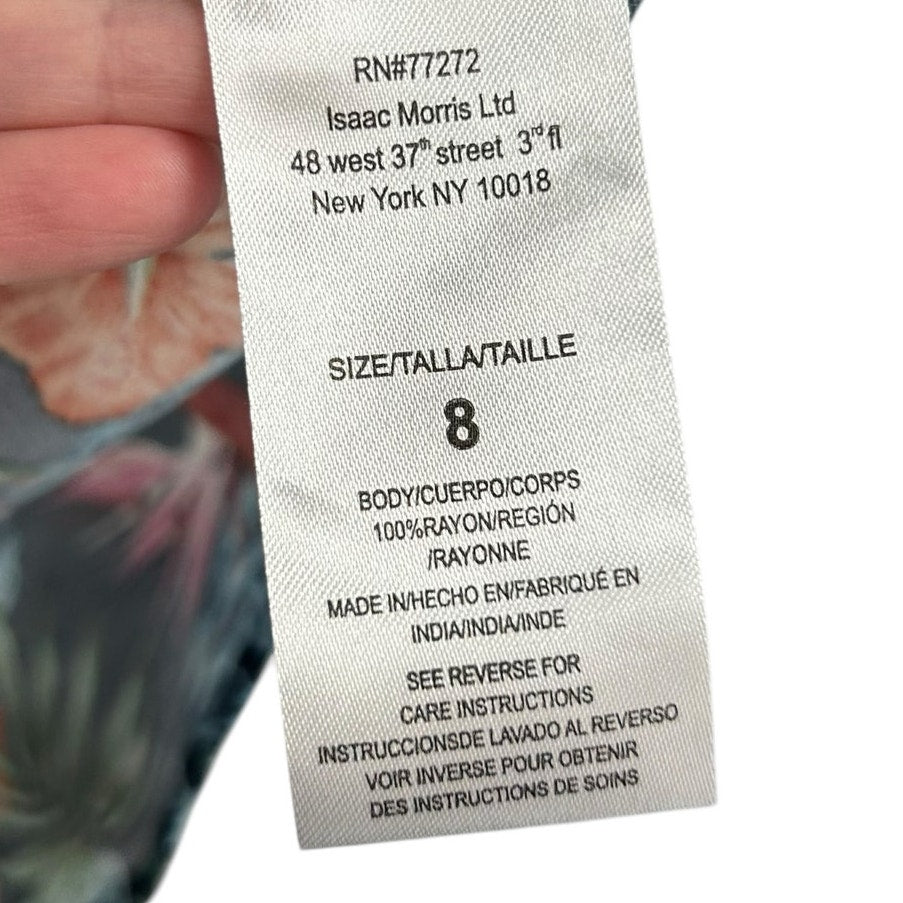 RN#77272
Isaac Morris Ltd
48 west 37th street 3rd fl
New York NY 10018
SIZE/TALLA/TAILLE
8
BODY/CUERPO/CORPS
100%RAYON/REGIÓN
/RAYONNE
MADE IN/HECHO EN/FABRIQUÉ EN
INDIA/INDIA/INDE
SEE REVERSE FOR
CARE INSTRUCTIONS
INSTRUCCIONSDE LAVADO AL REVERSO
VOIR INVERSE POUR OBTENIR
DES INSTRUCTIONS DE SOINS